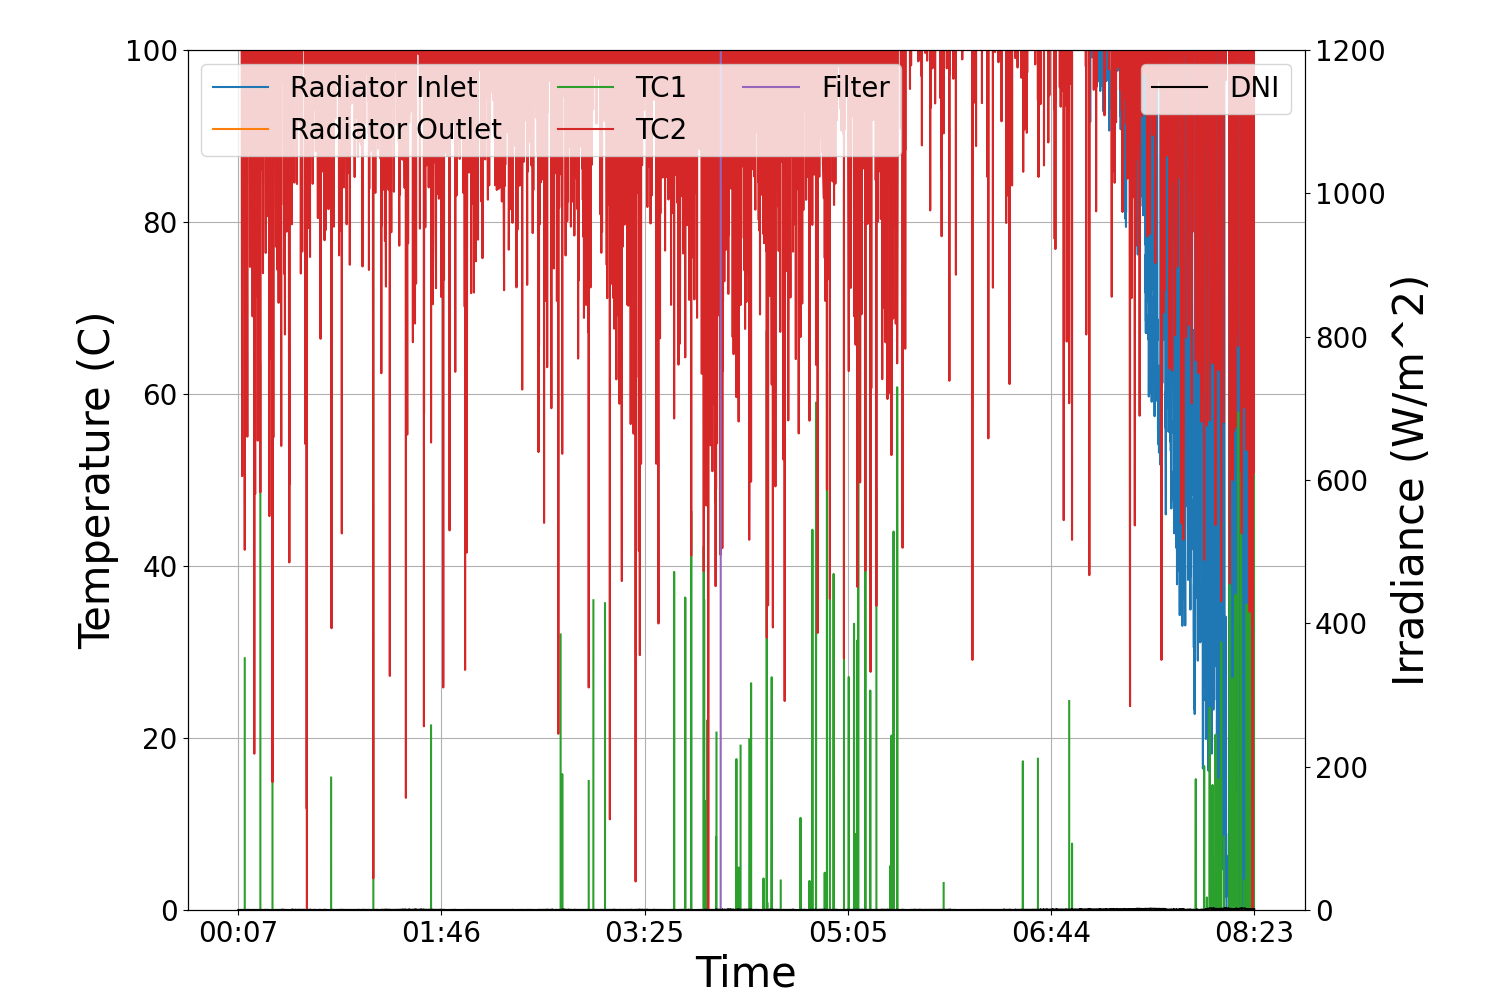 100
80
60
40
20
0
Temperature (C)
Radiator Inlet
Radiator Outlet
TC1
TC2
Filter
DNI
1200
1000
800
600
400
200
0
Irradiance (W/m^2)
00:07
01:46
03:25
05:05
06:44
08:23
Time